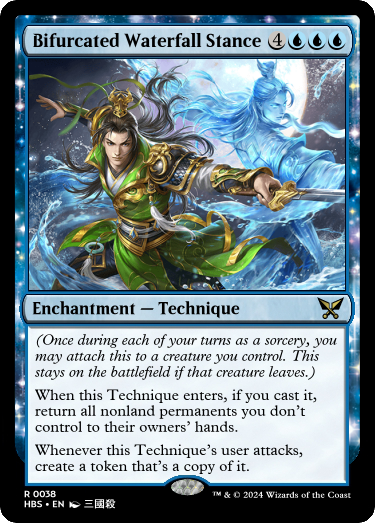 Bifurcated Waterfall Stance 4
Enchantment — Technique
(Once during each of your turns as a sorcery, you
may attach this to a creature you control. This
stays on the battlefield if that creature leaves.)
When this Technique enters, if you cast it,
return all nonland permanents you don’t
control to their owners’ hands.
Whenever this Technique’s user attacks,
create a token that’s a copy of it.
R 0038
HBS • EN 三國殺
™ & © 2024 Wizards of the Coast